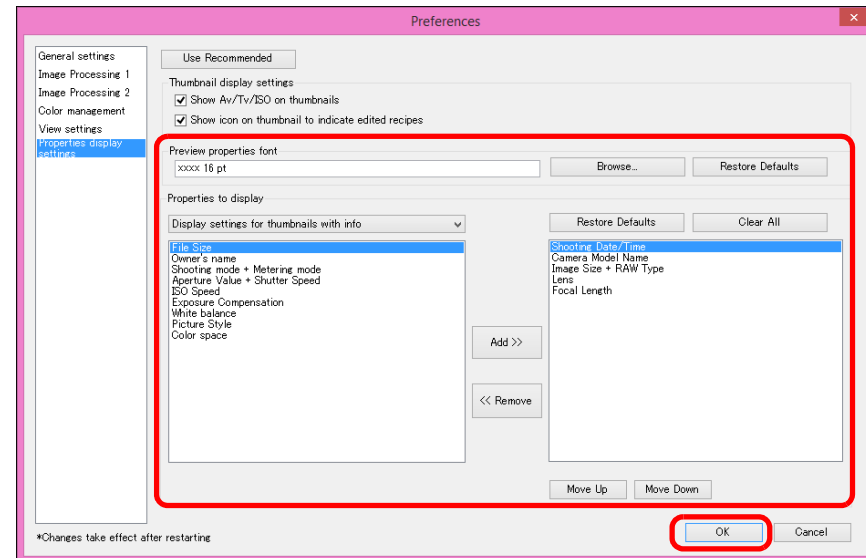 Preferences
General settings
Image Processing 1
Image Processing 2
Color management
View settings
Properties display
settings
Use Recommended
Thumbnail display settings
Show Av/Tv/ISO on thumbnails
Show icon on thumbnail to indicate edited recipes
Preview properties font
xxxx 16 pt
Browse...
Restore Defaults
Properties to display
Display settings for thumbnails with info
Restore Defaults
Clear All
File Size
Owner's name
Shooting mode + Metering mode
Aperture Value + Shutter Speed
ISO Speed
Exposure Compensation
White balance
Picture Style
Color space
Add >>
<< Remove
Shooting Date/Time
Camera Model Name
Image Size + RAW Type
Lens
Focal Length
Move Up
Move Down
*Changes take effect after restarting
OK
Cancel